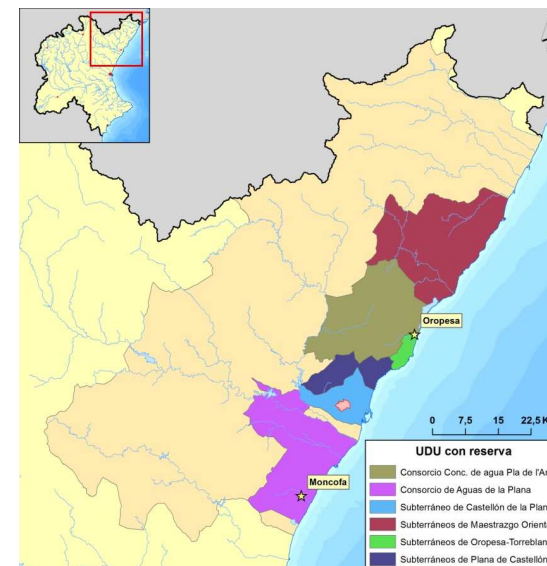 Oropesa
0 7,5 15 22,5
UDU con reserva
Consorcio Conc. de agua Pla de l'A
Consorcio de Aguas de la Plana
Moncofa
Subterráneo de Castellón de la Plan
Subterráneos de Maestrazgo Orient
Subterráneos de Oropesa-Torreblan
Subterráneos de Plana de Castellón